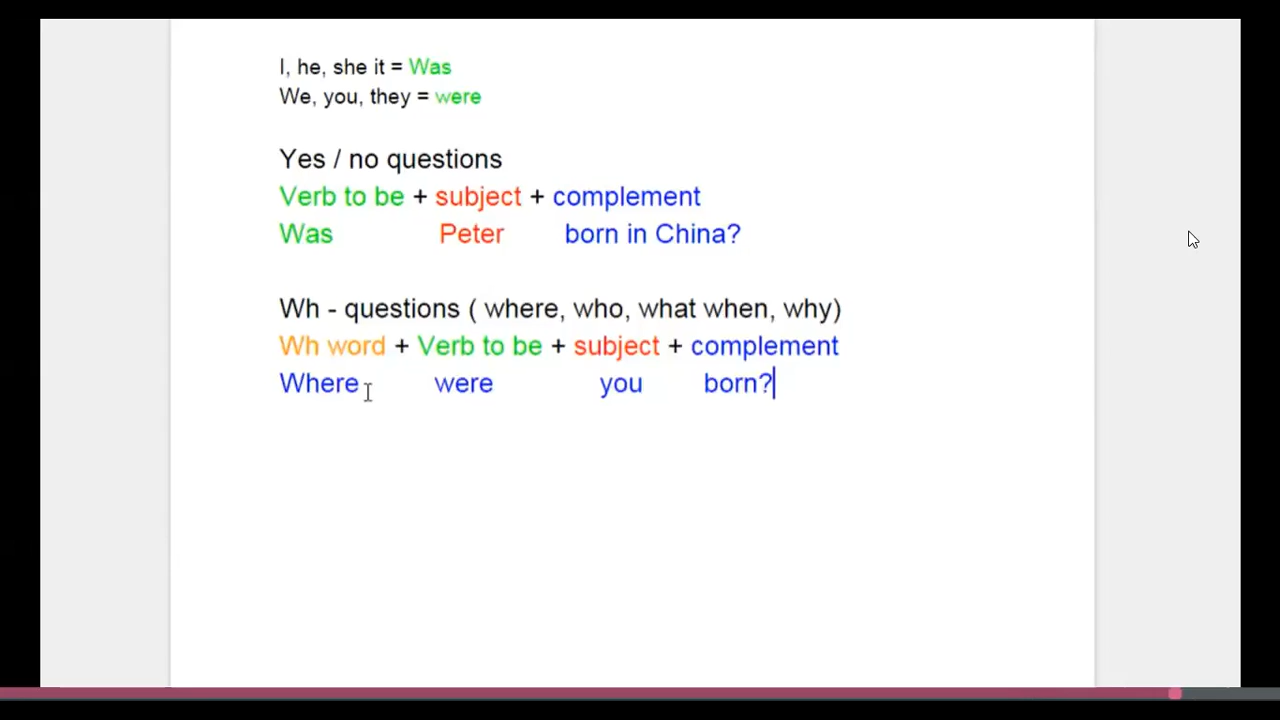 I, he, she it = Was
We, you, they = were
Yes / no questions
Verb to be + subject + complement
Was Peter born in China?
Wh - questions ( where, who, what when, why)
Wh word + Verb to be + subject + complement
Where were you born?